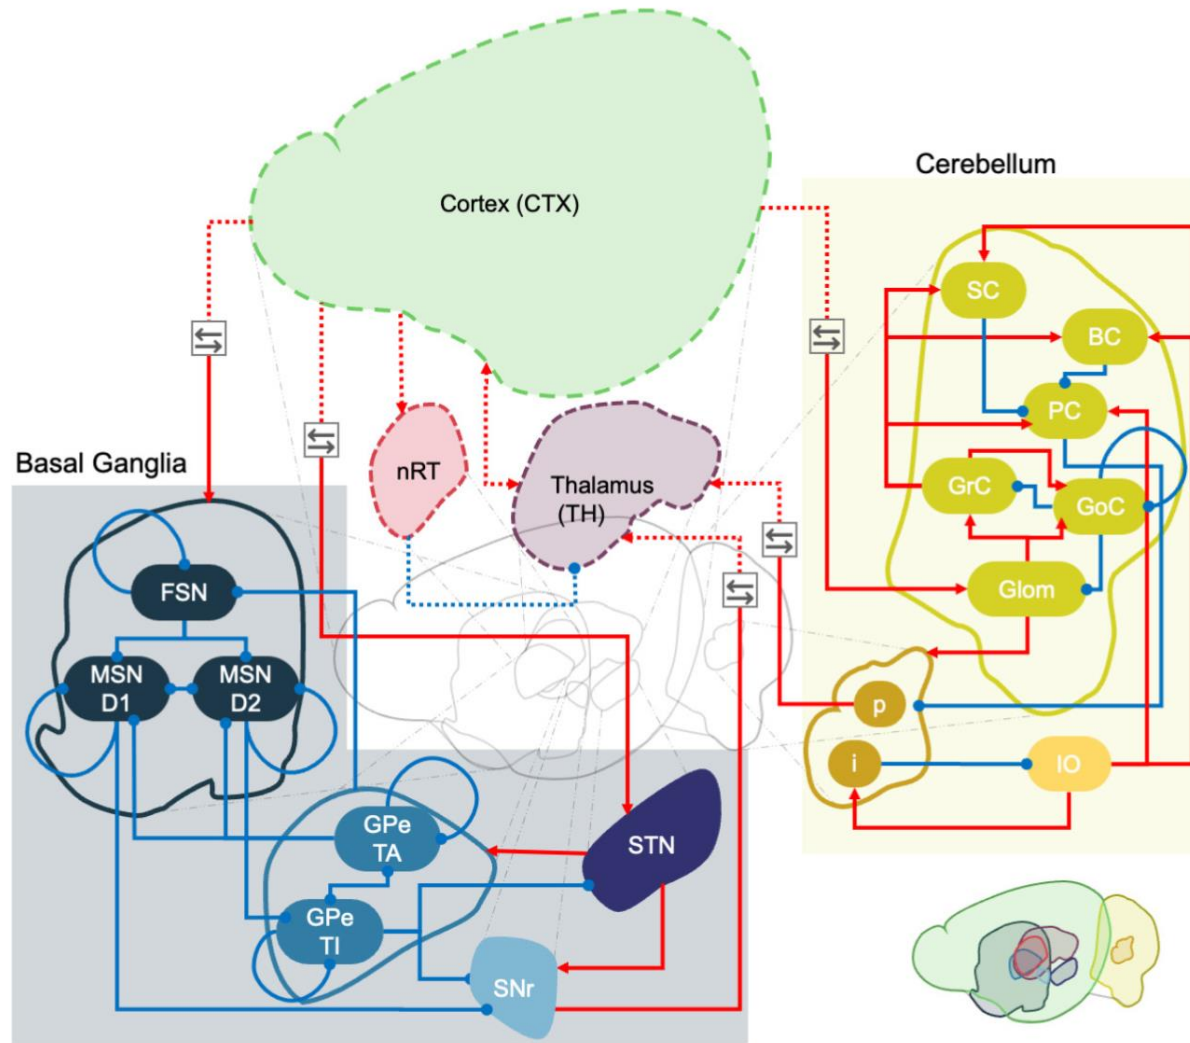 Cerebellum
Cortex (CTX)
SC
BC
PC
Basal Ganglia
nRT
Thalamus
(TH)
GrC
GoC
FSN
Glom
MSN
D1
MSN
D2
p
i
IO
GPe
TA
STN
GPe
TI
SNr